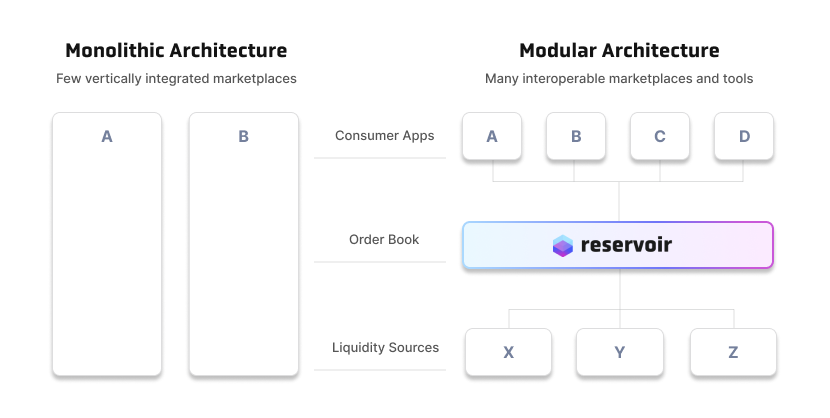 Monolithic Architecture
Few vertically integrated marketplaces
A
B
Modular Architecture
Many interoperable marketplaces and tools
Consumer Apps
A
B
C
D
Order Book
reservoir
Liquidity Sources
X
Y
Z